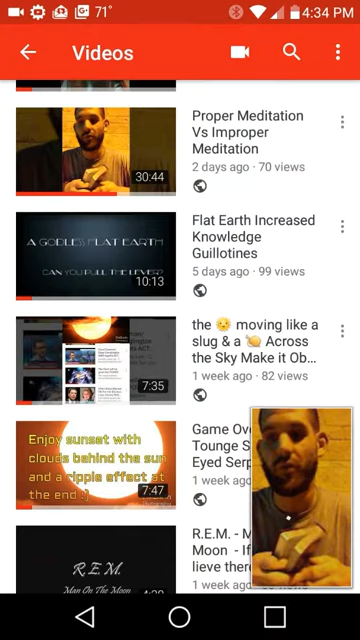 71°
4:34 PM
Videos
30:44
Proper Meditation
Vs Improper
Meditation
2 days ago · 70 views
A GODLESS FLAT EARTH
CAN YOU PULL THE LEVER?
10:13
Flat Earth Increased
Knowledge
Guillotines
5 days ago · 99 views
7:35
the 🌞 moving like a
slug & a 🐌 Across
the Sky Make it Ob...
1 week ago · 82 views
Enjoy sunset with
clouds behind the sun
and a ripple effect at
the end :)
7:47
Game Ov
Tounge S
Eyed Serp
1 week ago
R.E.M.
Man On The Moon
R.E.M. - M
Moon - If
lieve ther
1 week ago